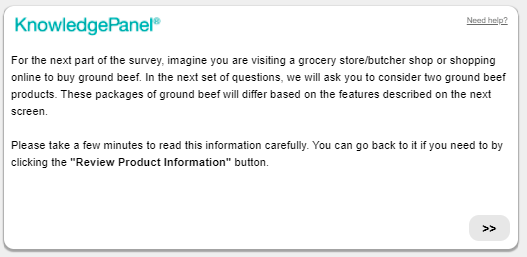 KnowledgePanel®
Need help?
For the next part of the survey, imagine you are visiting a grocery store/butcher shop or shopping
online to buy ground beef. In the next set of questions, we will ask you to consider two ground beef
products. These packages of ground beef will differ based on the features described on the next
screen.
Please take a few minutes to read this information carefully. You can go back to it if you need to by
clicking the "Review Product Information" button.
>>